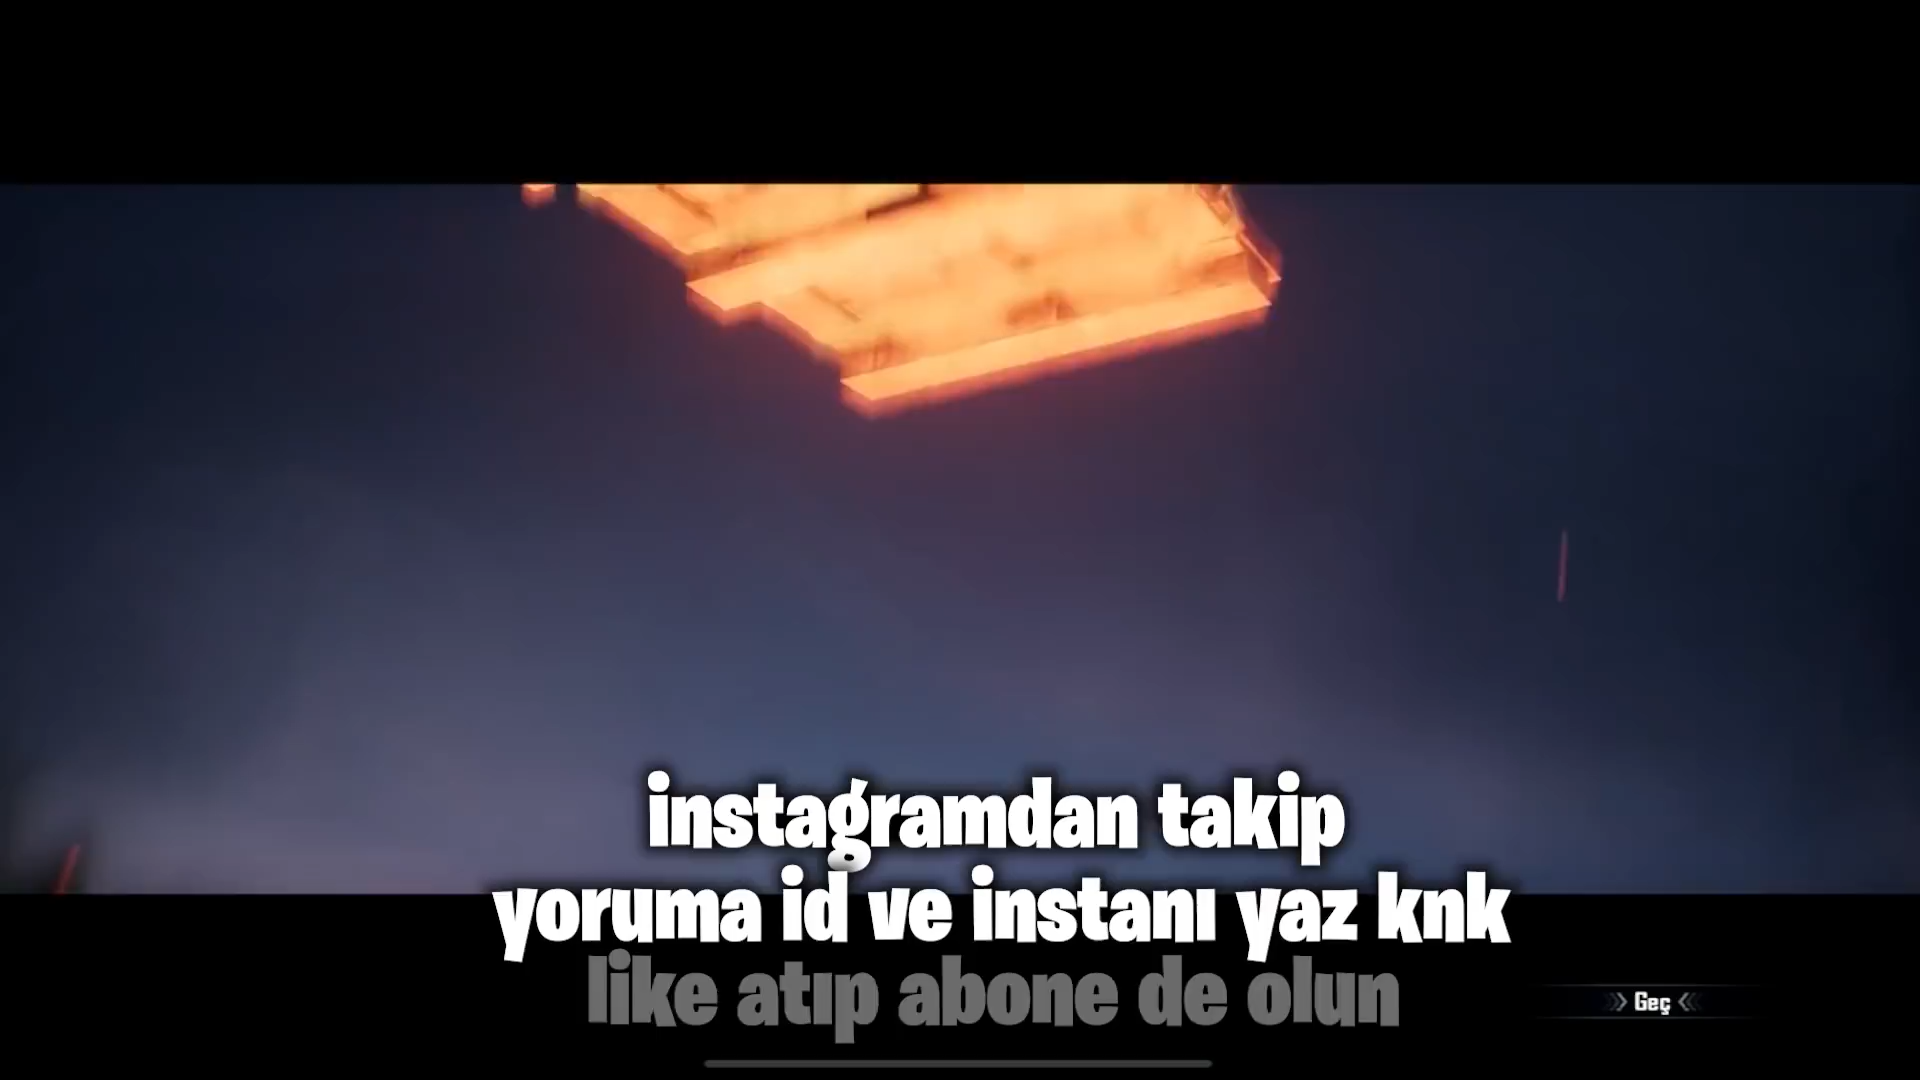 instagramdan takip
yoruma id ve instanı yaz knk
like atıp abone de olun
Geç